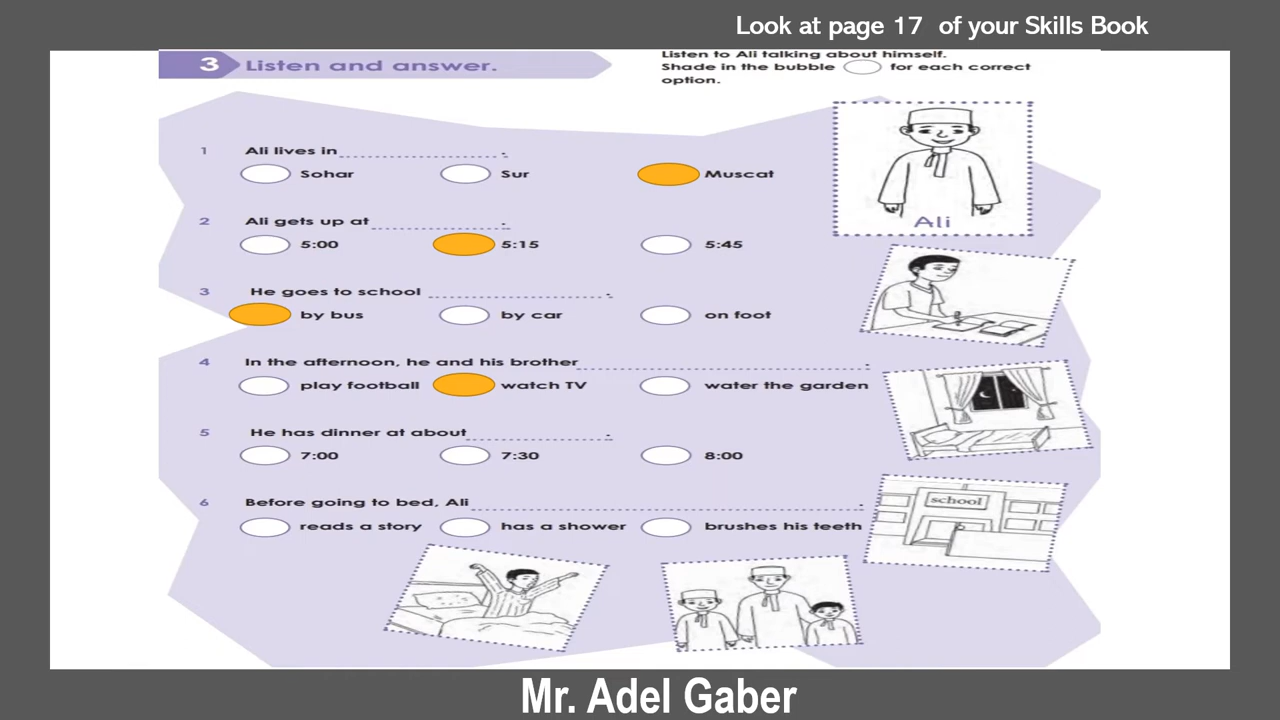 Look at page 17 of your Skills Book
3 Listen and answer.
Listen to Ali talking about himself.
Shade in the bubble for each correct
option.
1 Ali lives in .
Sohar Sur Muscat
Ali
2 Ali gets up at .
5:00 5:15 5:45
3 He goes to school .
by bus by car on foot
4 In the afternoon, he and his brother .
play football watch TV water the garden
5 He has dinner at about .
7:00 7:30 8:00
6 Before going to bed, Ali .
reads a story has a shower brushes his teeth
school
Mr. Adel Gaber